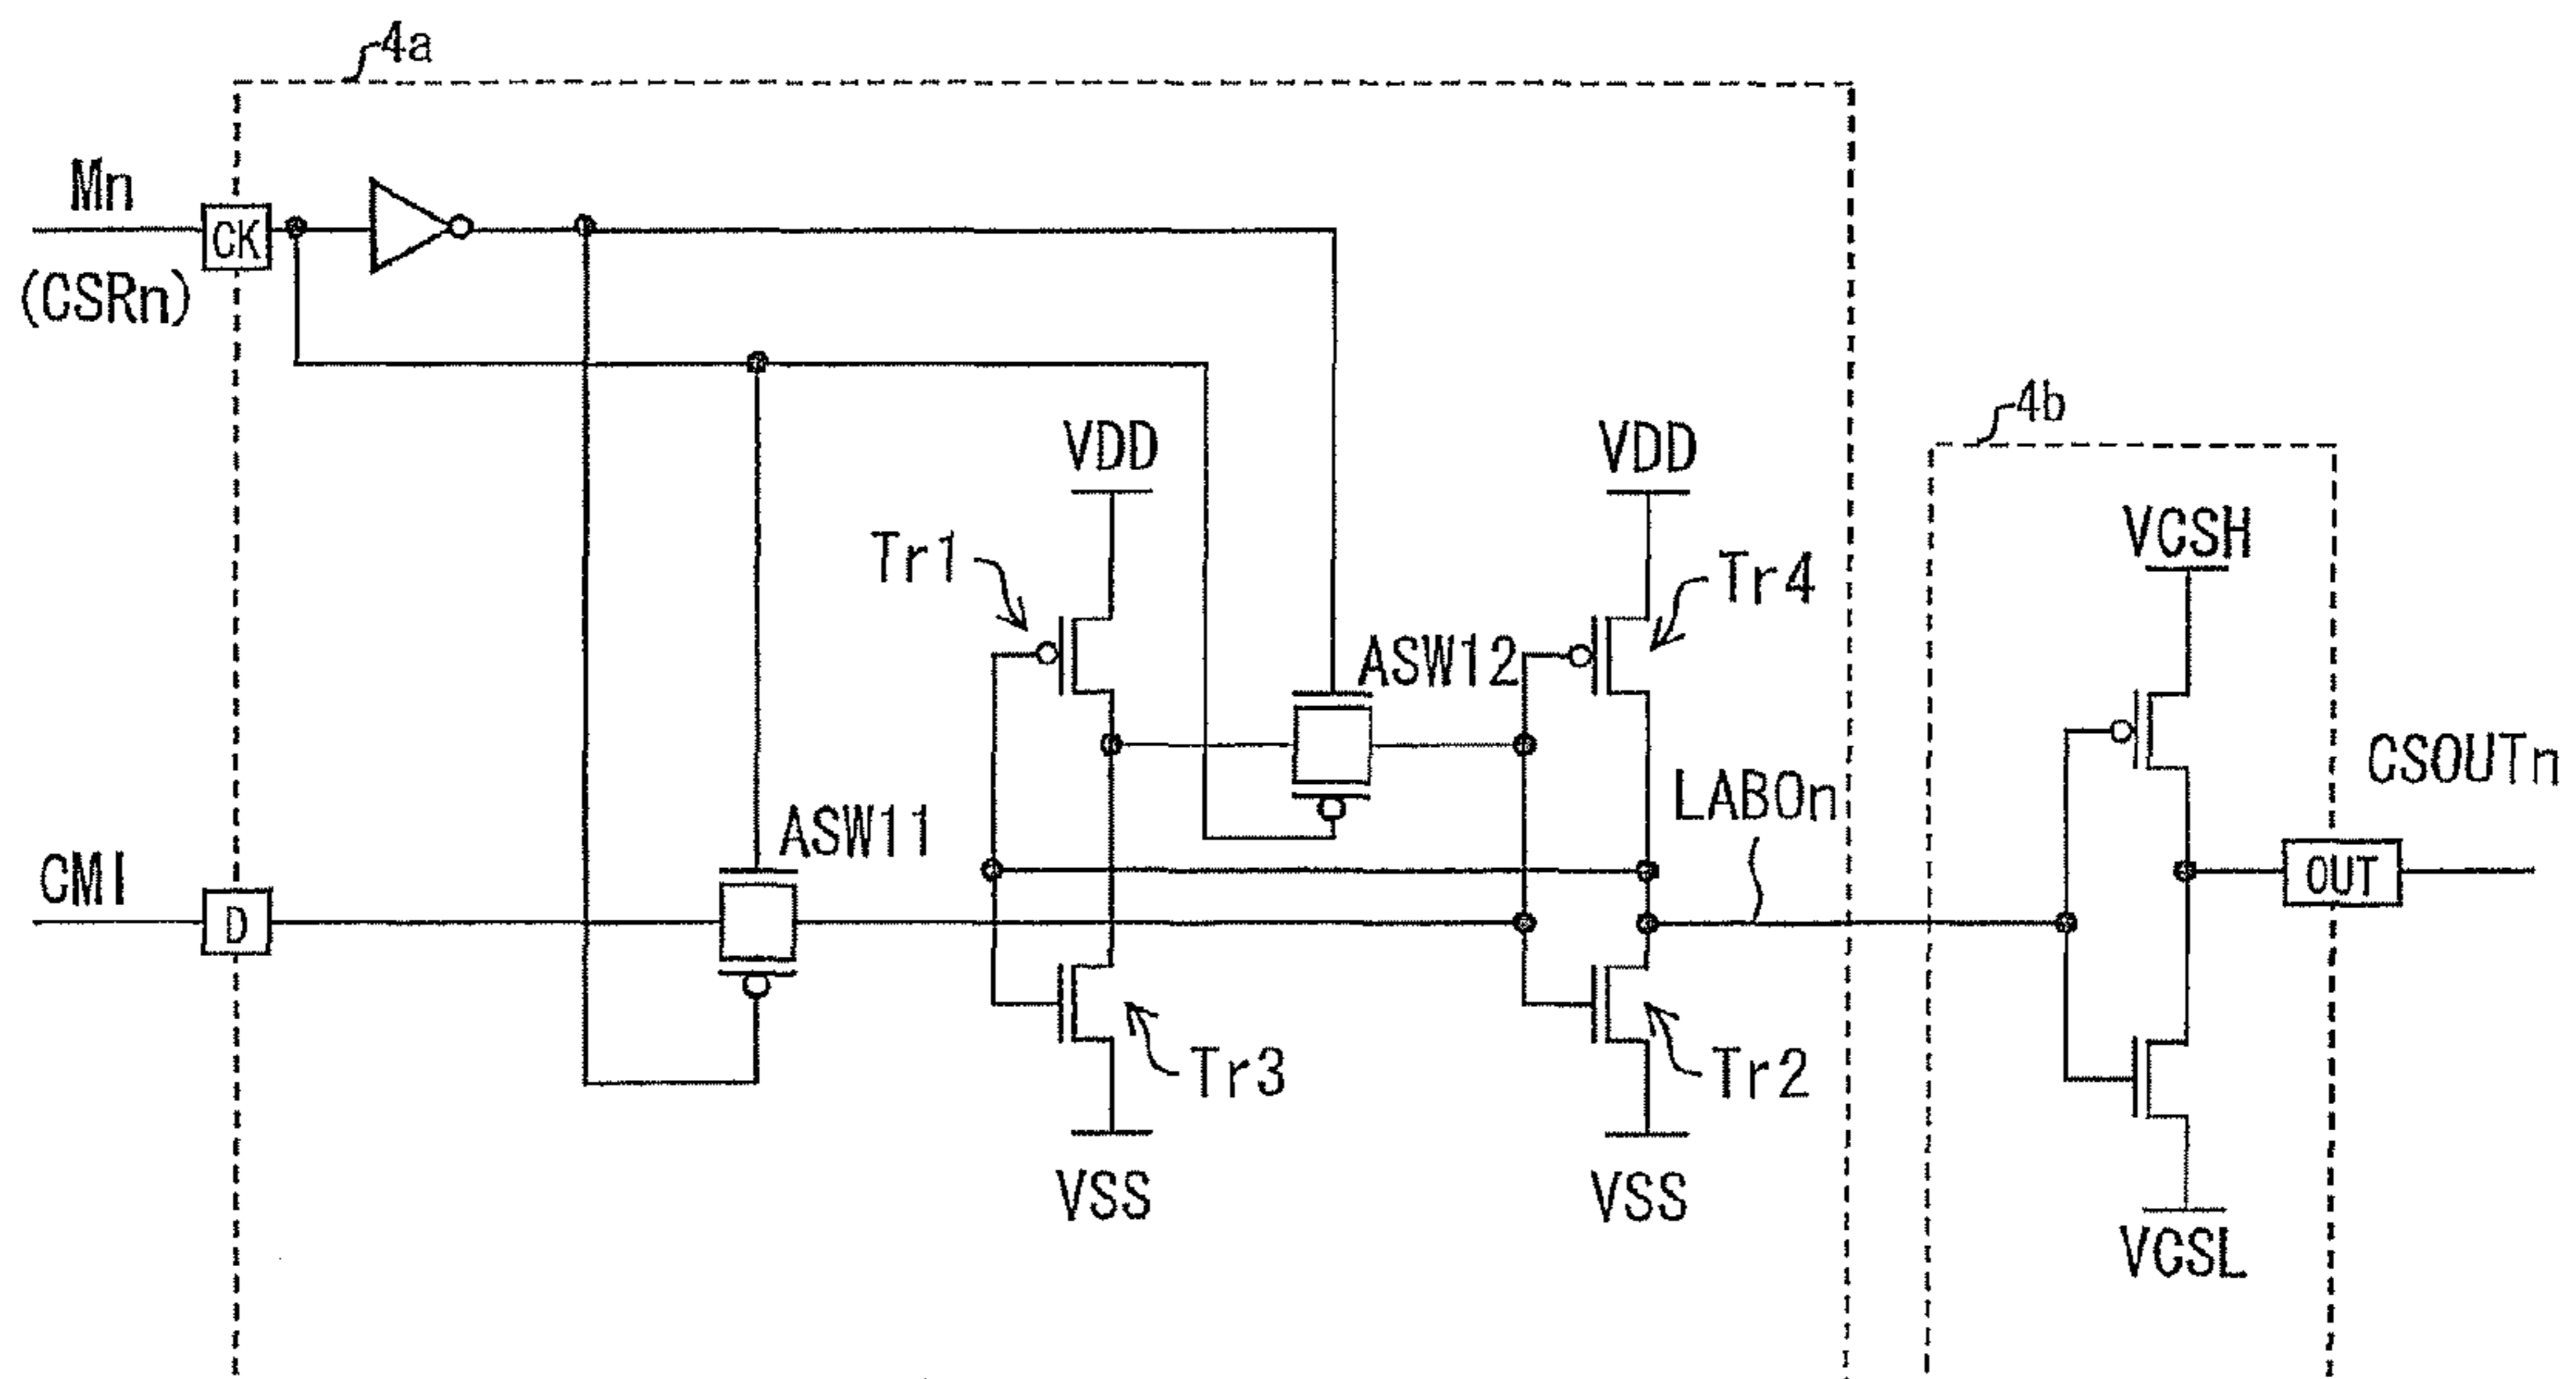 4a
Mn
CK
(CSRn)
4b
VDD
VDD
VCSH
Tr1
Tr4
ASW12
CSOUTn
LABOn
ASW11
CMI
OUT
D
Tr3
Tr2
VSS
VSS
VCSL